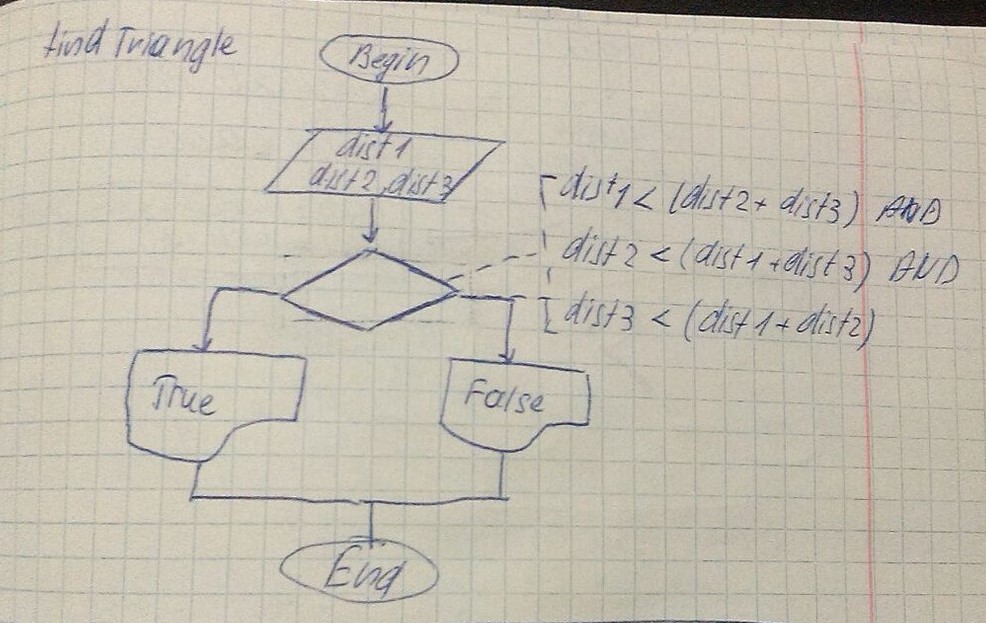 find Triangle
Begin
dist1
dist2, dist3
dist1 < (dist2 + dist3) AND
dist2 < (dist1 + dist3) AND
dist3 < (dist1 + dist2)
True
False
End